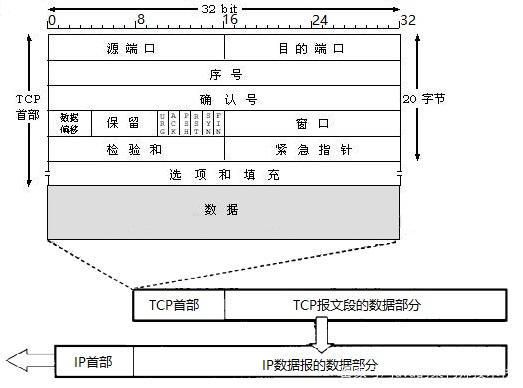 32 bit
0 8 16 24 32
源端口 目的端口
序号
TCP
首部
20 字节
确认号
数据
偏移
保留
URG
ACK
PSH
RST
SYN
FIN
窗口
检验和 紧急指针
选项和填充
数据
TCP首部 TCP报文段的数据部分
IP首部 IP数据报的数据部分